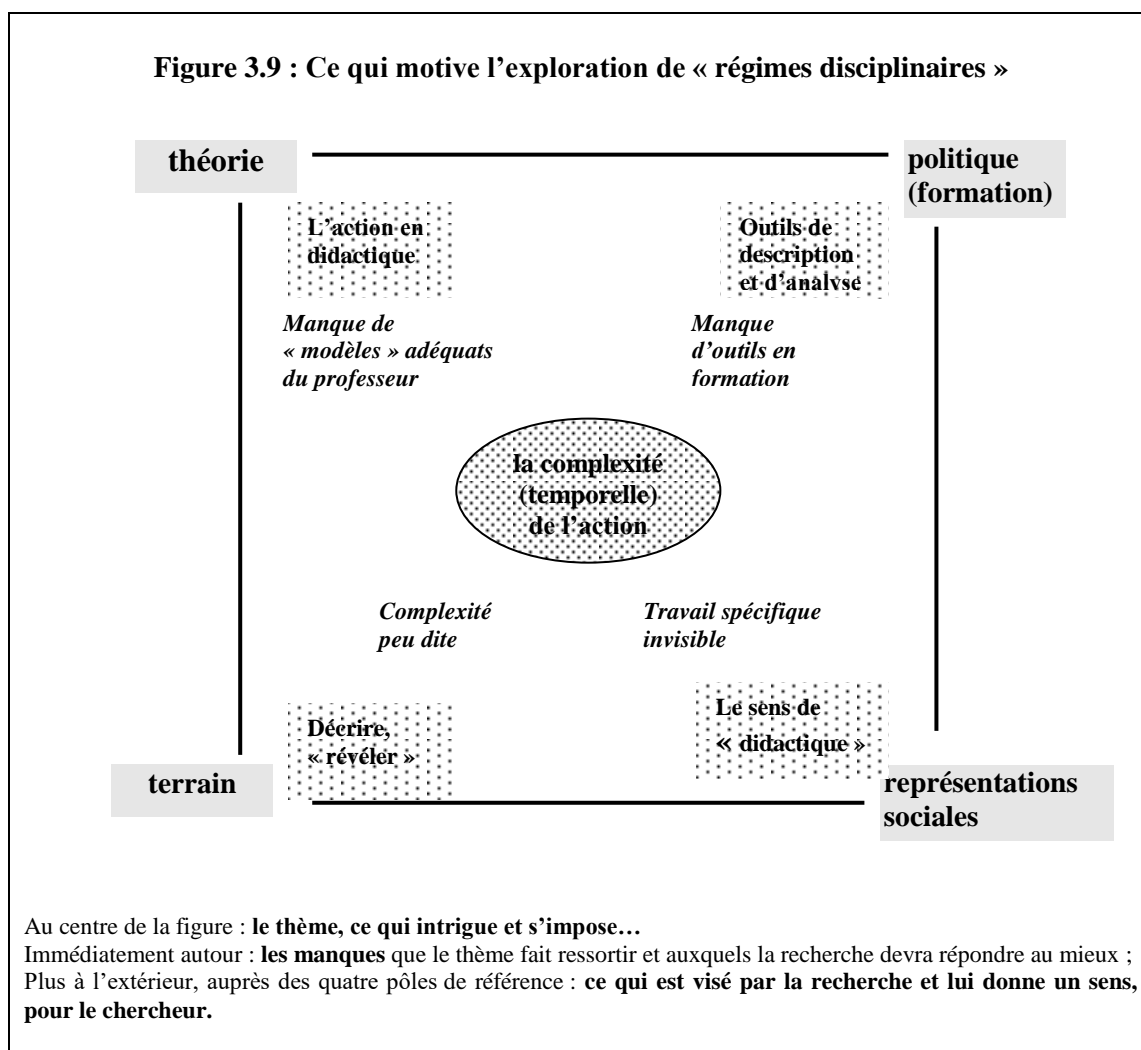 Figure 3.9 : Ce qui motive l’exploration de « régimes disciplinaires »
théorie
politique
(formation)
L’action en
didactique
Outils de
description
et d’analyse
Manque de
« modèles » adéquats
du professeur
Manque
d’outils en
formation
la complexité
(temporelle)
de l’action
Complexité
peu dite
Travail spécifique
invisible
Décrire,
« révéler »
Le sens de
« didactique »
terrain
représentations
sociales
Au centre de la figure : le thème, ce qui intrigue et s’impose…
Immédiatement autour : les manques que le thème fait ressortir et auxquels la recherche devra répondre au mieux ;
Plus à l’extérieur, auprès des quatre pôles de référence : ce qui est visé par la recherche et lui donne un sens,
pour le chercheur.